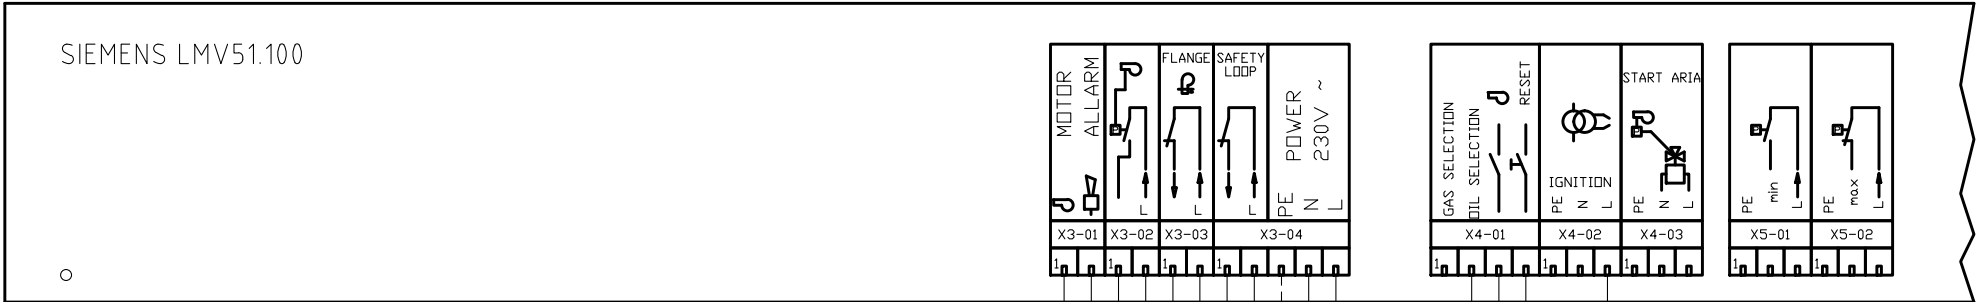 SIEMENS LMV51.100
MOTOR
ALLARM
X3-01
1
P
L
X3-02
1
FLANGE
L
X3-03
1
SAFETY
LOOP
L
POWER
230V ~
PE
N
L
X3-04
1
GAS SELECTION
OIL SELECTION
RESET
X4-01
1
IGNITION
PE
N
L
X4-02
1
START ARIA
P
PE
N
L
X4-03
1
P
PE
min
L
X5-01
1
P
PE
max
L
X5-02
1